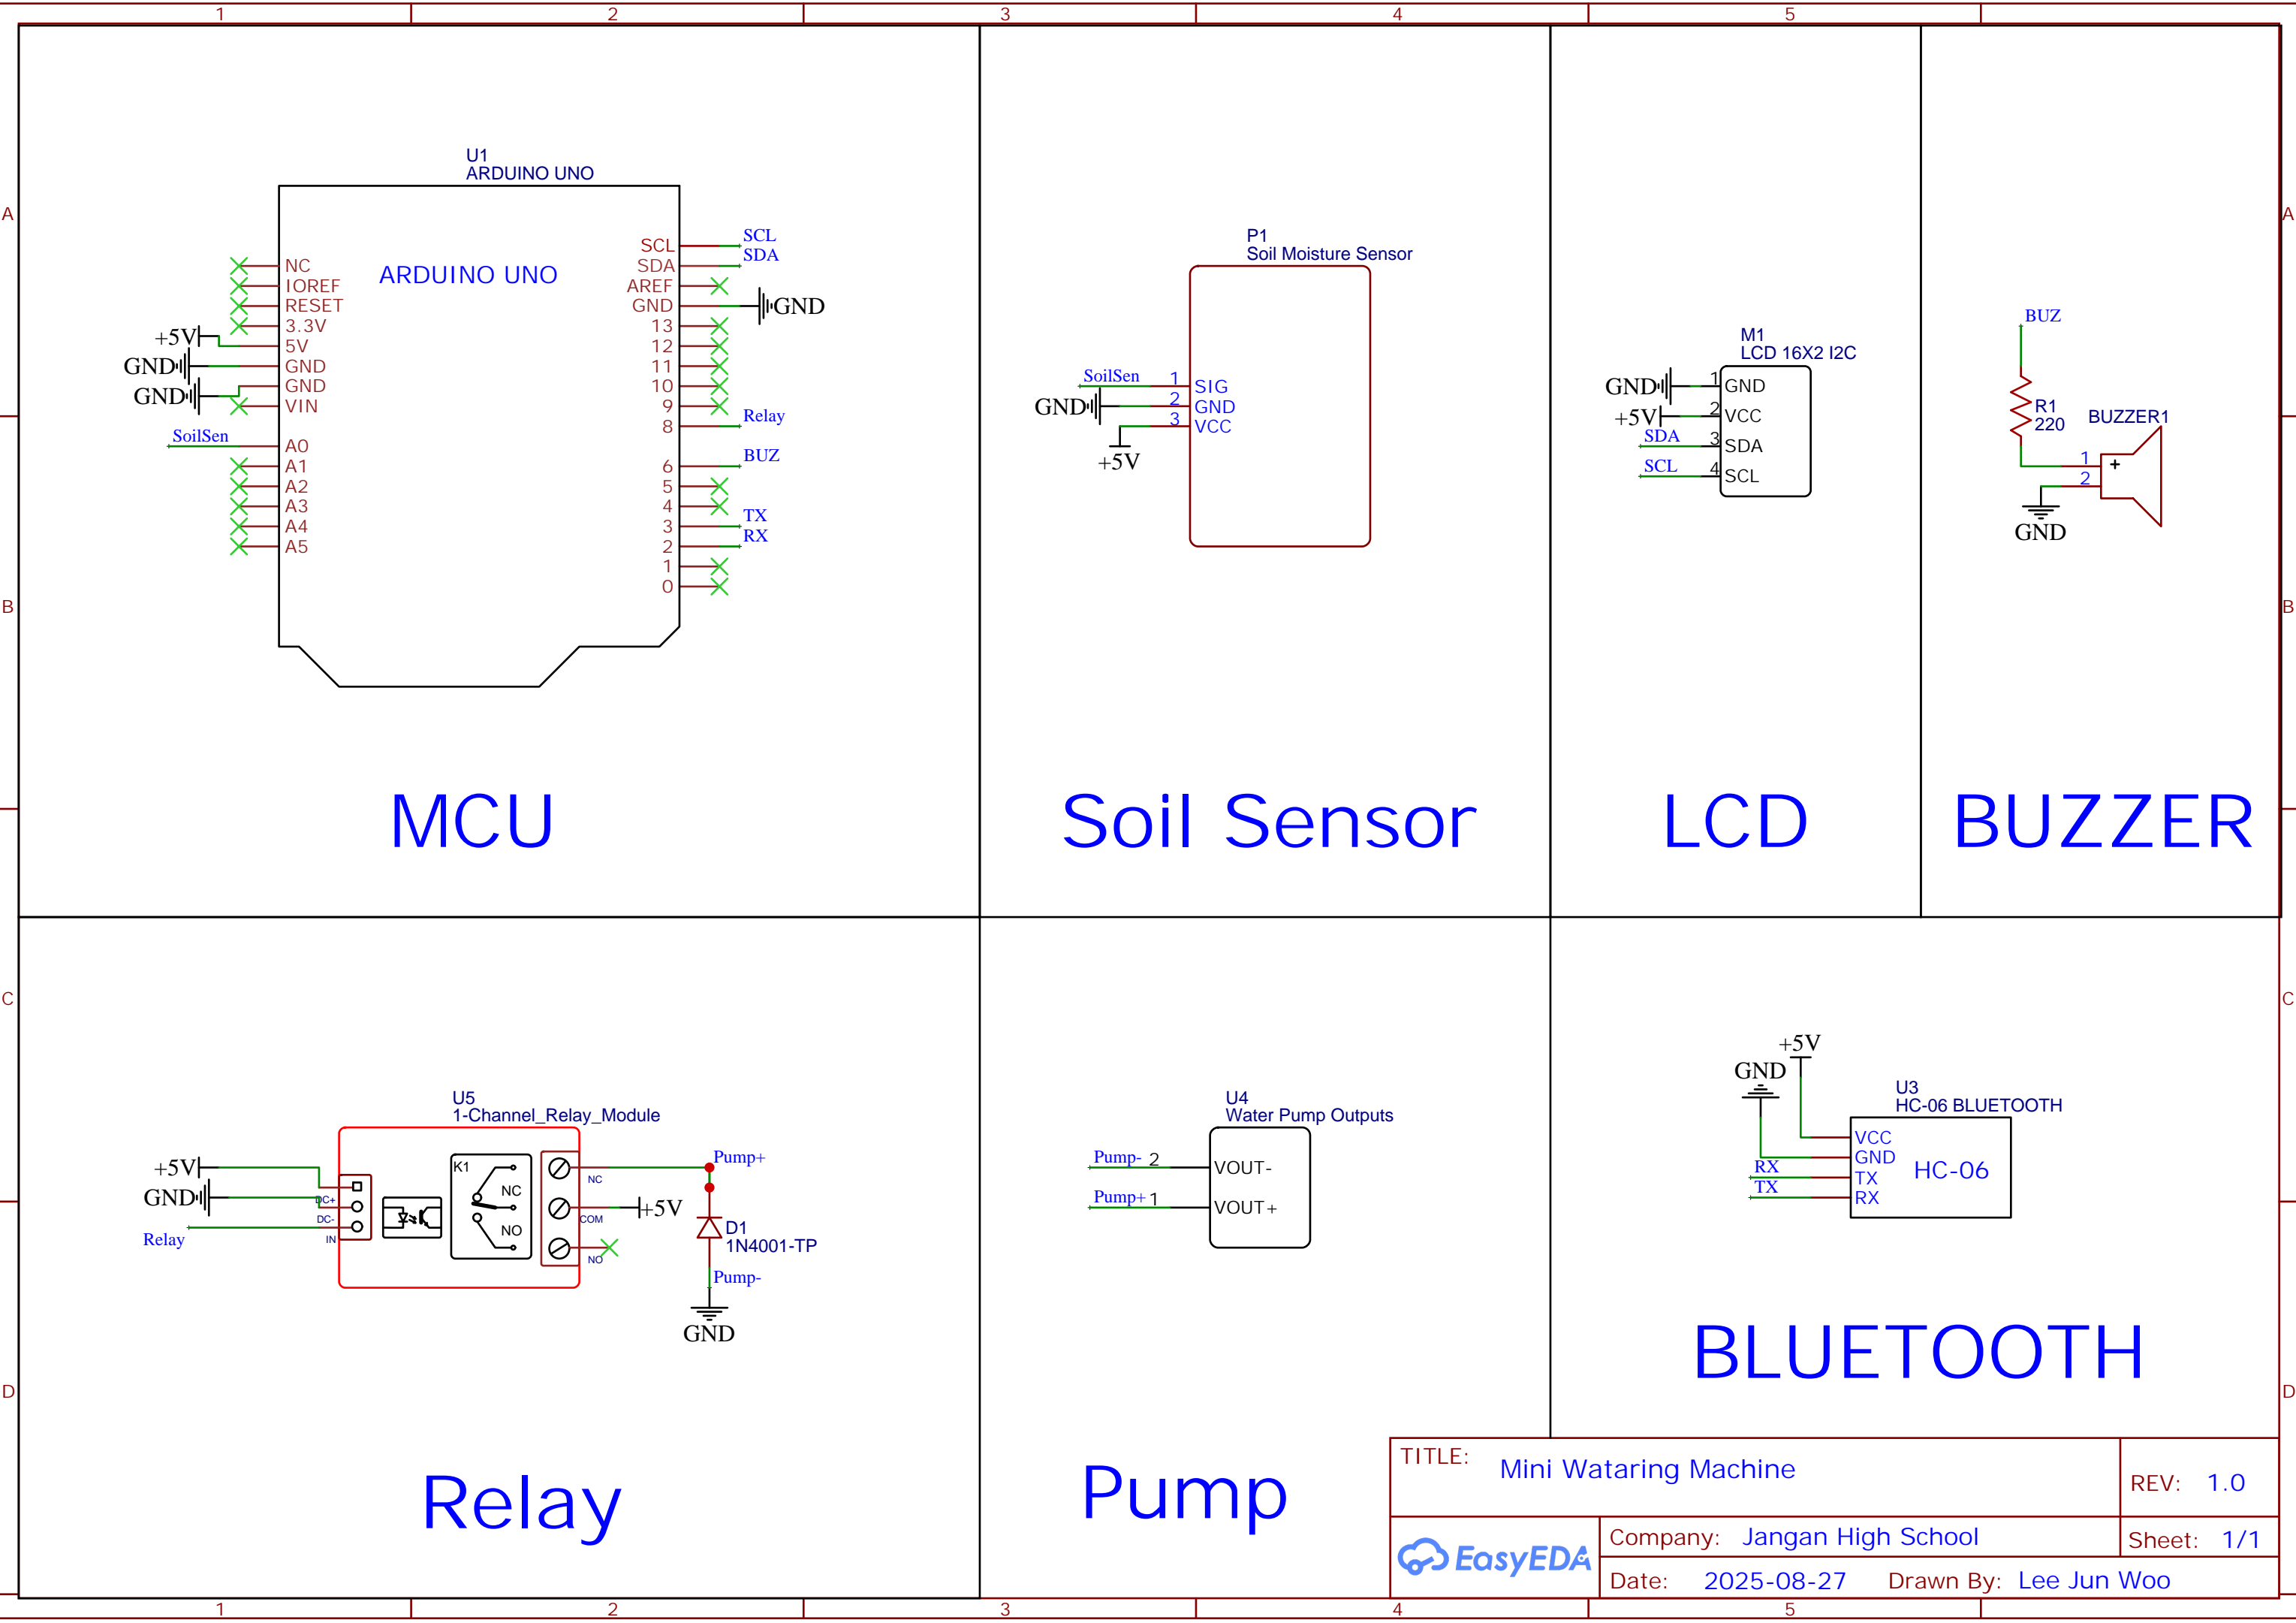 1 2 3 4 5
A A
B B
C C
D D
U1
ARDUINO UNO
ARDUINO UNO
NC
IOREF
RESET
3.3V
+5V
5V
GND
GND
GND
GND
VIN
SoilSen
A0
A1
A2
A3
A4
A5
SCL
SCL
SDA
SDA
AREF
GND
GND
13
12
11
10
9
8
Relay
6
BUZ
5
4
3
TX
2
RX
1
0
MCU
P1
Soil Moisture Sensor
SoilSen 1 SIG
GND 2 GND
3 VCC
+5V
Soil Sensor
M1
LCD 16X2 I2C
GND 1 GND
+5V 2 VCC
SDA 3 SDA
SCL 4 SCL
LCD
BUZ
R1
220
BUZZER1
1 +
2
GND
BUZZER
U5
1-Channel_Relay_Module
+5V
GND
Relay
DC+
DC-
IN
K1
NC
NO
NC
COM
NO
+5V
Pump+
D1
1N4001-TP
Pump-
GND
Relay
U4
Water Pump Outputs
Pump- 2 VOUT-
Pump+ 1 VOUT+
Pump
+5V
GND
U3
HC-06 BLUETOOTH
VCC
GND
RX TX
TX RX
HC-06
BLUETOOTH
TITLE: Mini Wataring Machine
REV: 1.0
EasyEDA
Company: Jangan High School
Sheet: 1/1
Date: 2025-08-27 Drawn By: Lee Jun Woo
1 2 3 4 5